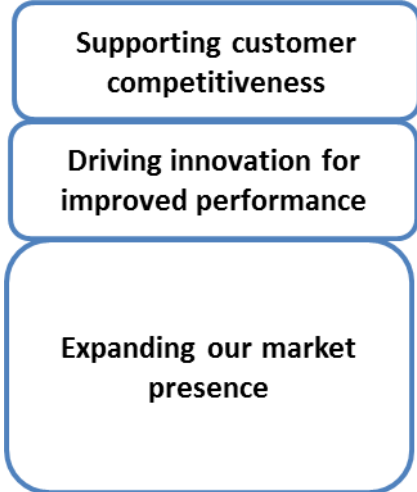 Supporting customer
competitiveness
Driving innovation for
improved performance
Expanding our market
presence